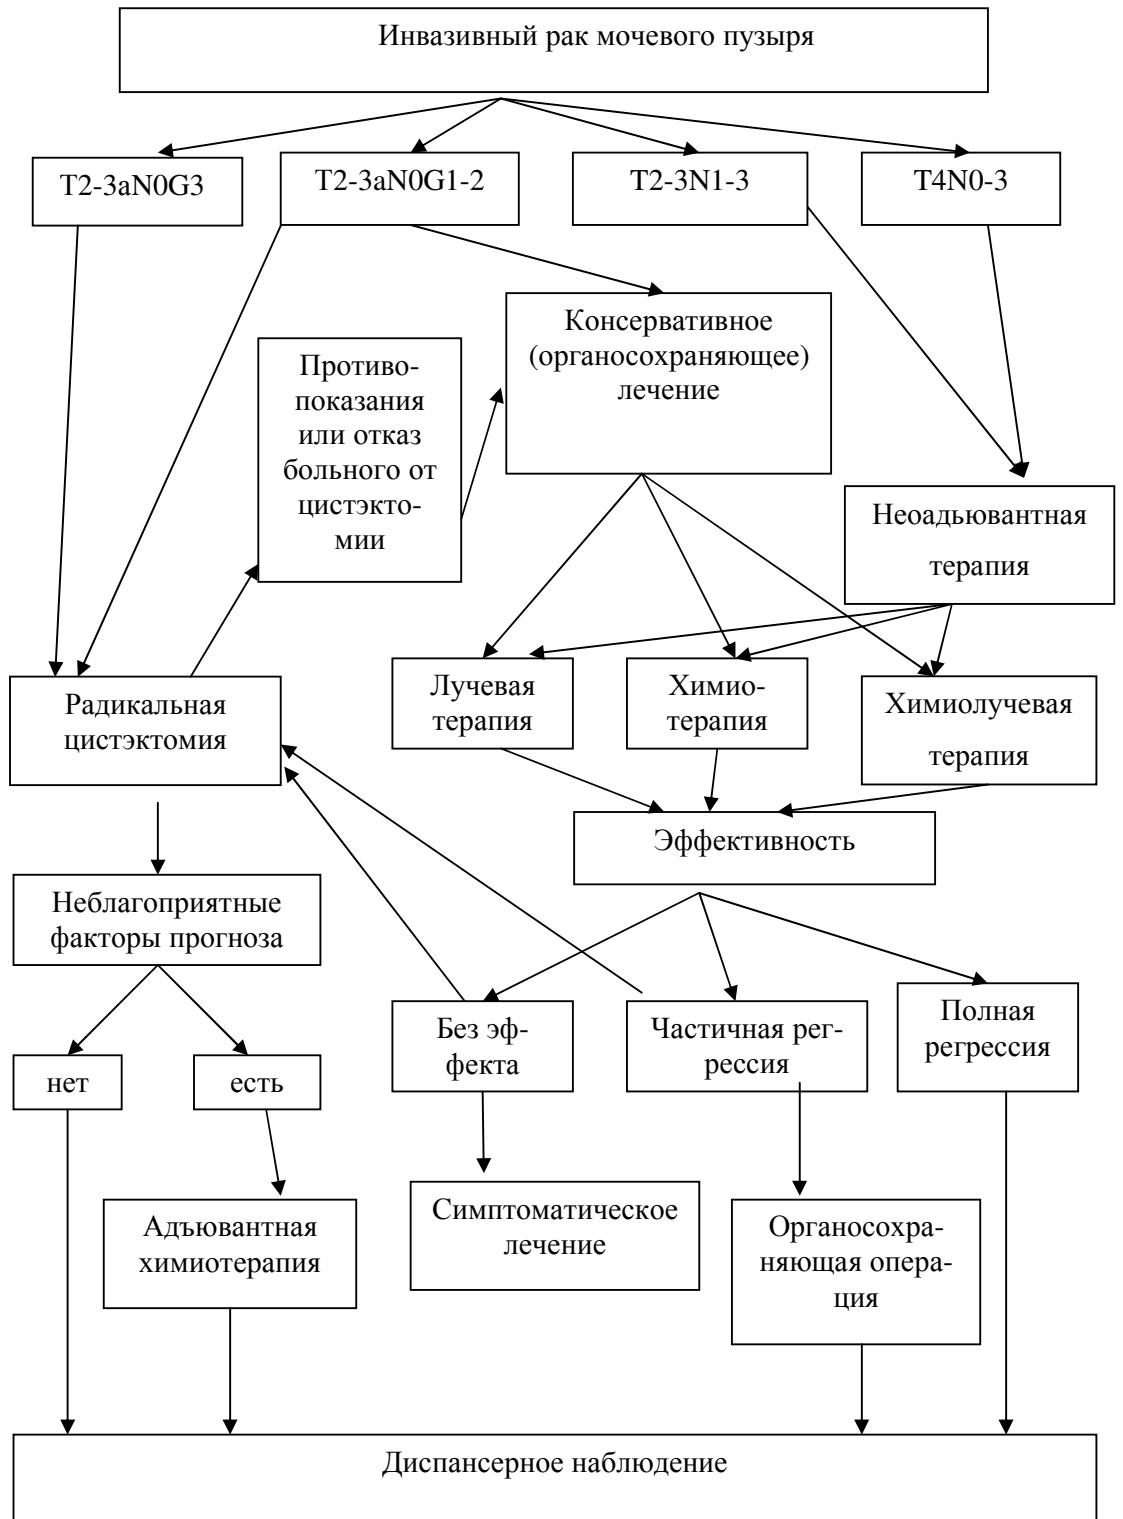 Инвазивный рак мочевого пузыря
T2-3aN0G3
T2-3aN0G1-2
T2-3N1-3
T4N0-3
Консервативное
(органосохраняющее)
лечение
Противо-
показания
или отказ
больного от
цистэкто-
мии
Неоадьювантная
терапия
Радикальная
цистэктомия
Лучевая
терапия
Химио-
терапия
Химиолучевая
терапия
Эффективность
Неблагоприятные
факторы прогноза
нет
есть
Без эф-
фекта
Частичная рег-
рессия
Полная
регрессия
Адъювантная
химиотерапия
Симптоматическое
лечение
Органосохра-
няющая опера-
ция
Диспансерное наблюдение